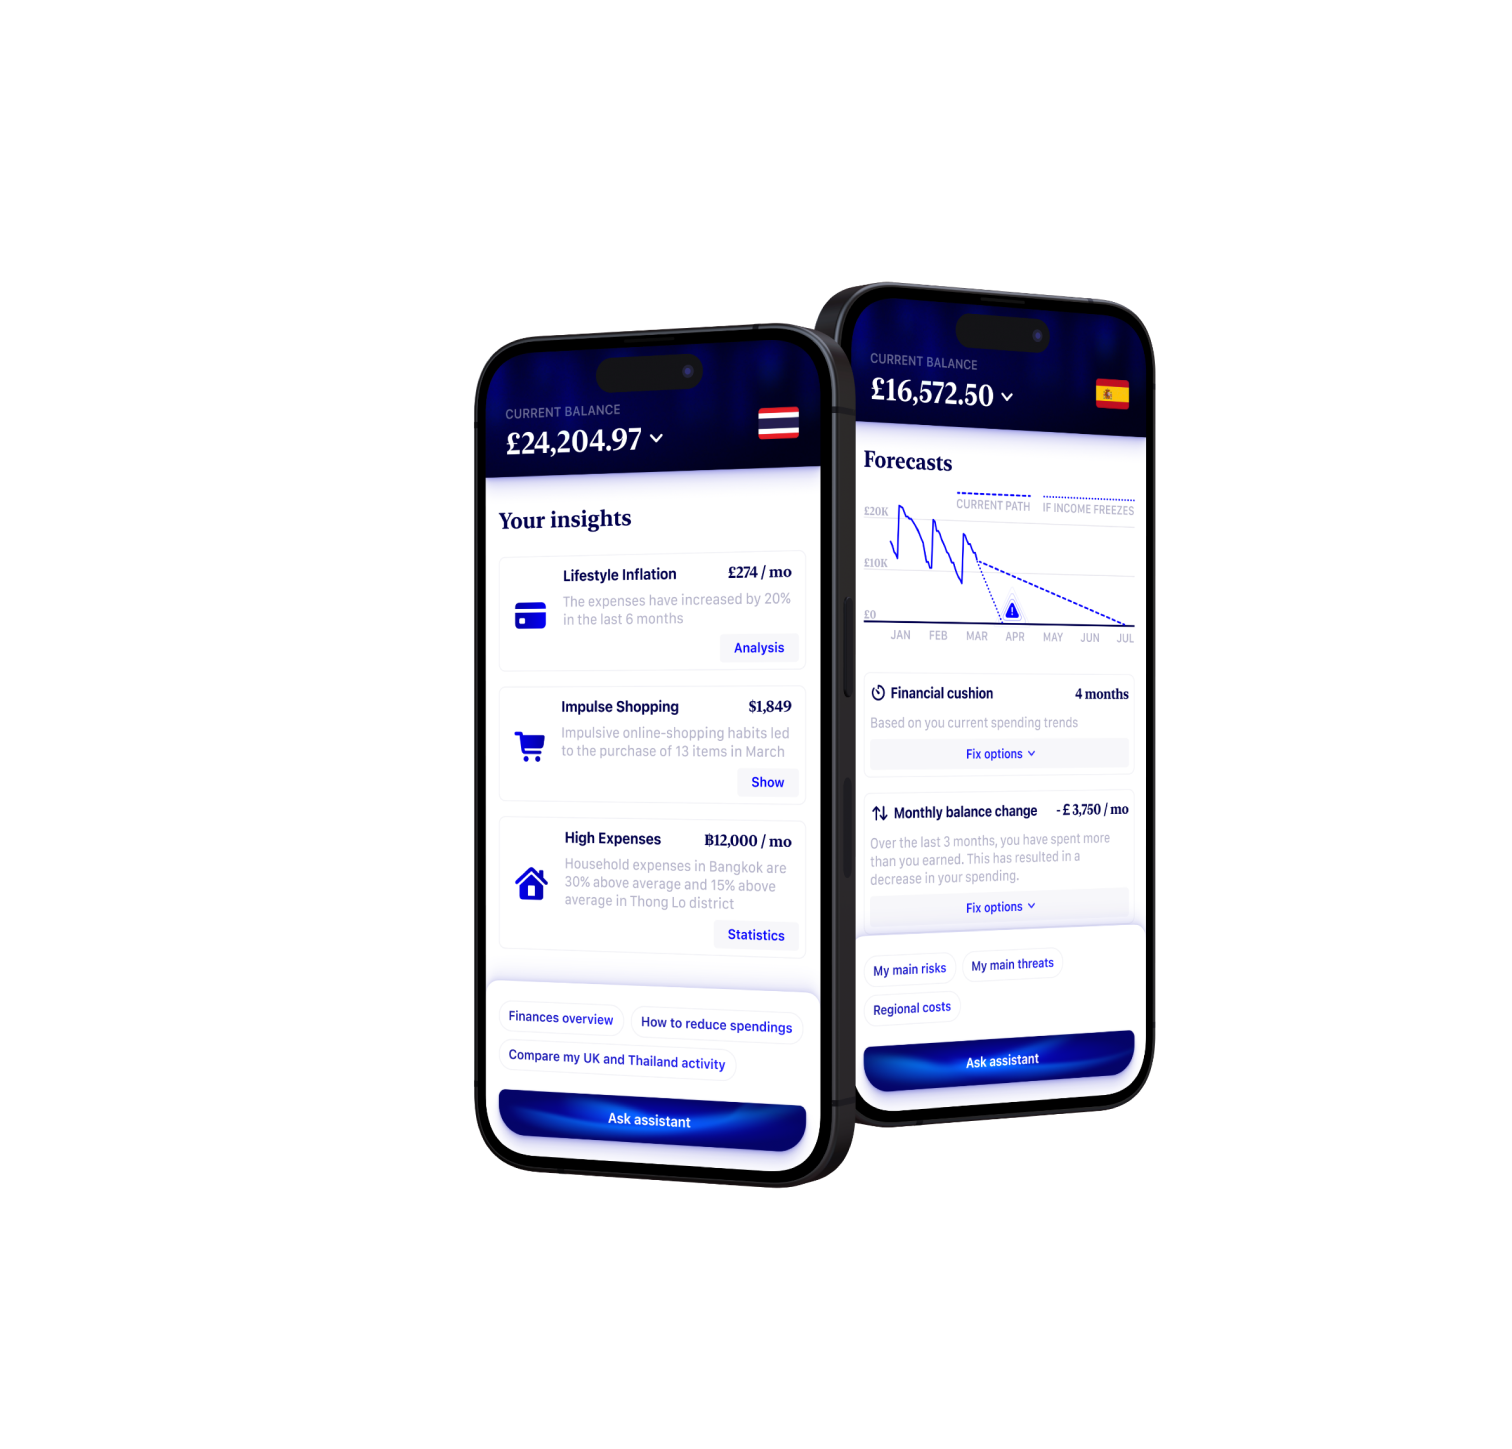 CURRENT BALANCE
£24,204.97
Your insights
Lifestyle Inflation
£274 / mo
The expenses have increased by 20%
in the last 6 months
Analysis
Impulse Shopping
$1,849
Impulsive online-shopping habits led
to the purchase of 13 items in March
Show
High Expenses
฿12,000 / mo
Household expenses in Bangkok are
30% above average and 15% above
average in Thong Lo district
Statistics
Finances overview
How to reduce spendings
Compare my UK and Thailand activity
Ask assistant
CURRENT BALANCE
£16,572.50
Forecasts
CURRENT PATH
IF INCOME FREEZES
£20K
£10K
£0
JAN FEB MAR APR MAY JUN JUL
Financial cushion
4 months
Based on you current spending trends
Fix options
Monthly balance change
- £ 3,750 / mo
Over the last 3 months, you have spent more
than you earned. This has resulted in a
decrease in your spending.
Fix options
My main risks
My main threats
Regional costs
Ask assistant